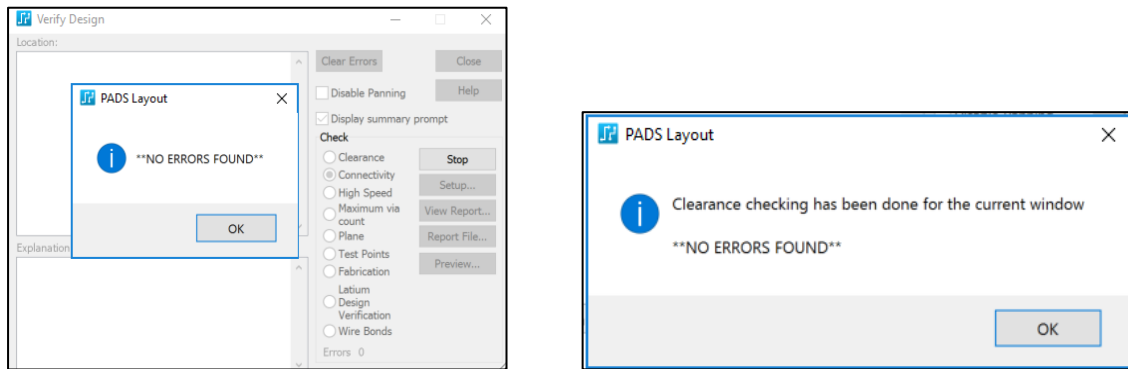 Verify Design
Location:
Clear Errors
Close
Disable Panning
Help
Display summary prompt
Check
Clearance
Stop
Connectivity
Setup...
High Speed
Maximum via
count
View Report...
Plane
Report File...
Test Points
Preview...
Fabrication
Latium
Design
Verification
Wire Bonds
Errors 0
Explanation
PADS Layout
**NO ERRORS FOUND**
OK
PADS Layout
Clearance checking has been done for the current window
**NO ERRORS FOUND**
OK